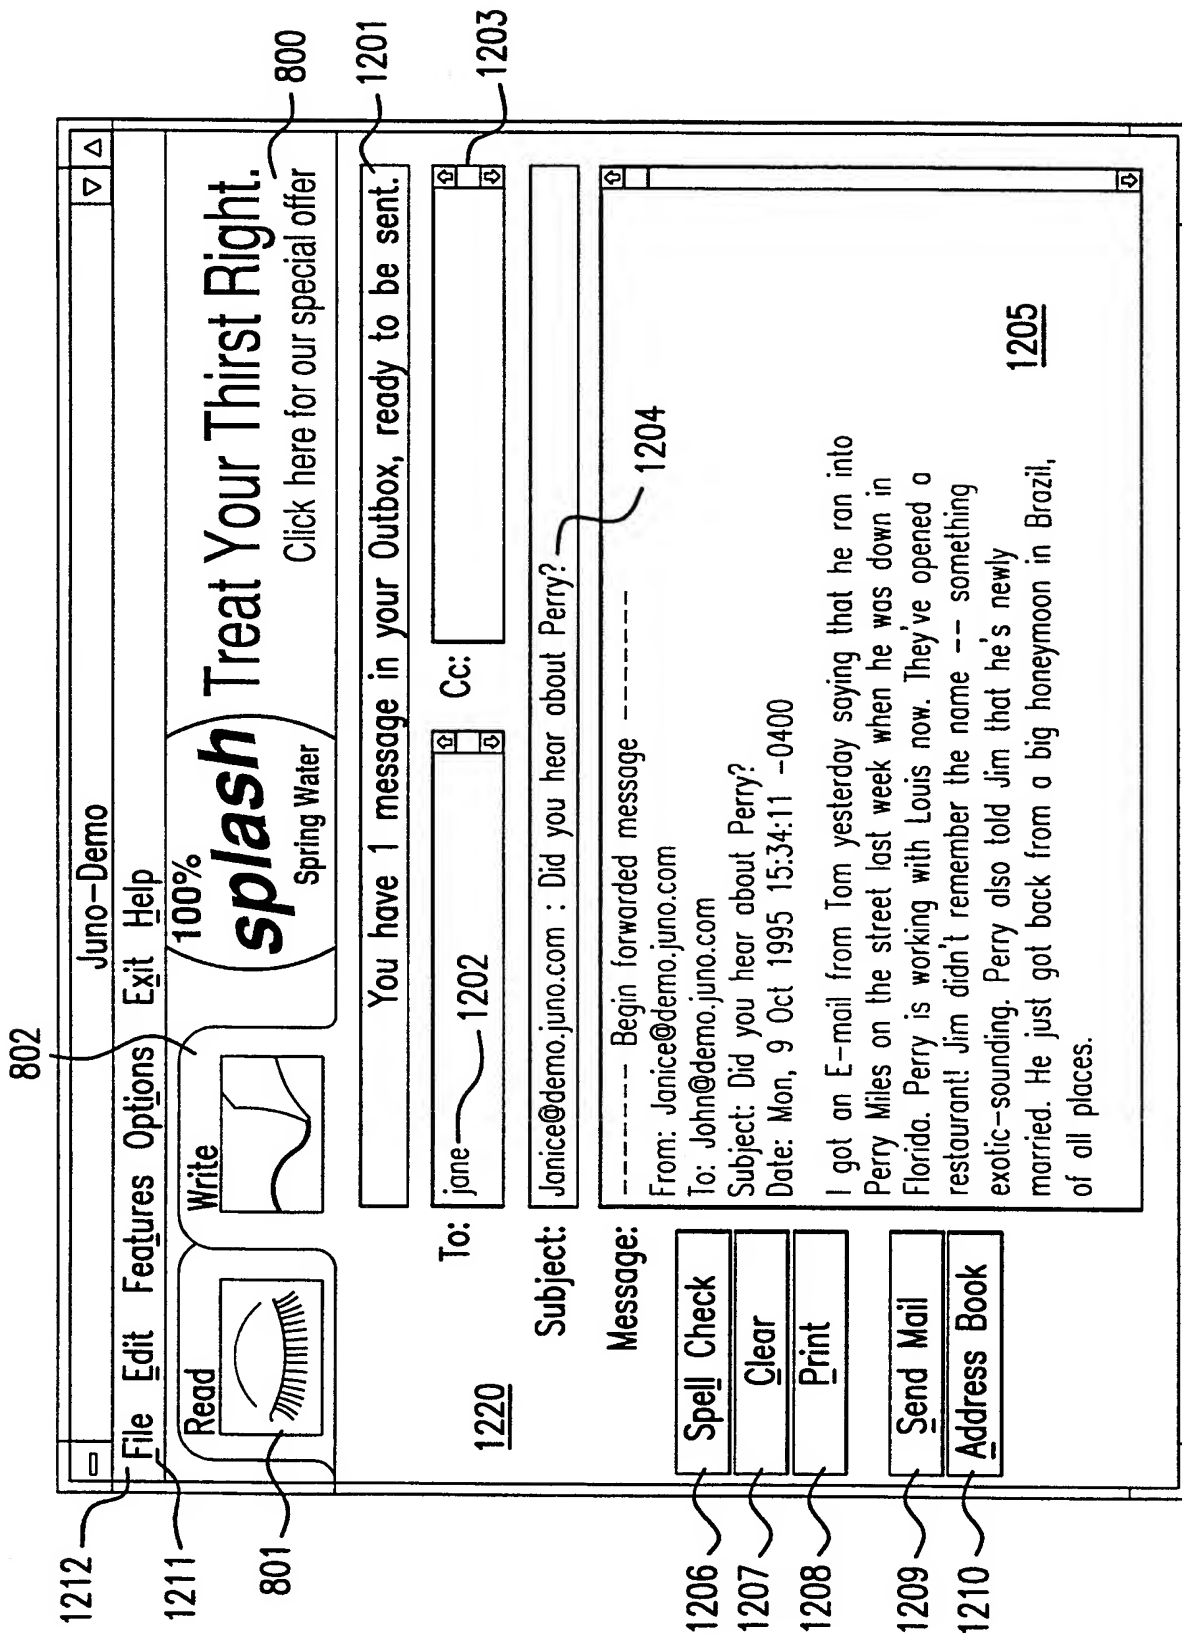 802
Juno-Demo
1212
File Edit Features Options Exit Help
1211
Read
Write
801
100%
splash
Spring Water
Treat Your Thirst Right.
Click here for our special offer
800
You have 1 message in your Outbox, ready to be sent.
1201
To: jane
1202
Cc:
1203
Subject: Janice@demo.juno.com : Did you hear about Perry?
1204
1220
Message:
------- Begin forwarded message --------
From: Janice@demo.juno.com
To: John@demo.juno.com
Subject: Did you hear about Perry?
Date: Mon, 9 Oct 1995 15:34:11 -0400
I got an E-mail from Tom yesterday saying that he ran into
Perry Miles on the street last week when he was down in
Florida. Perry is working with Louis now. They've opened a
restaurant! Jim didn't remember the name -- something
exotic-sounding. Perry also told Jim that he's newly
married. He just got back from a big honeymoon in Brazil,
of all places.
1205
1206
Spell Check
1207
Clear
1208
Print
1209
Send Mail
1210
Address Book